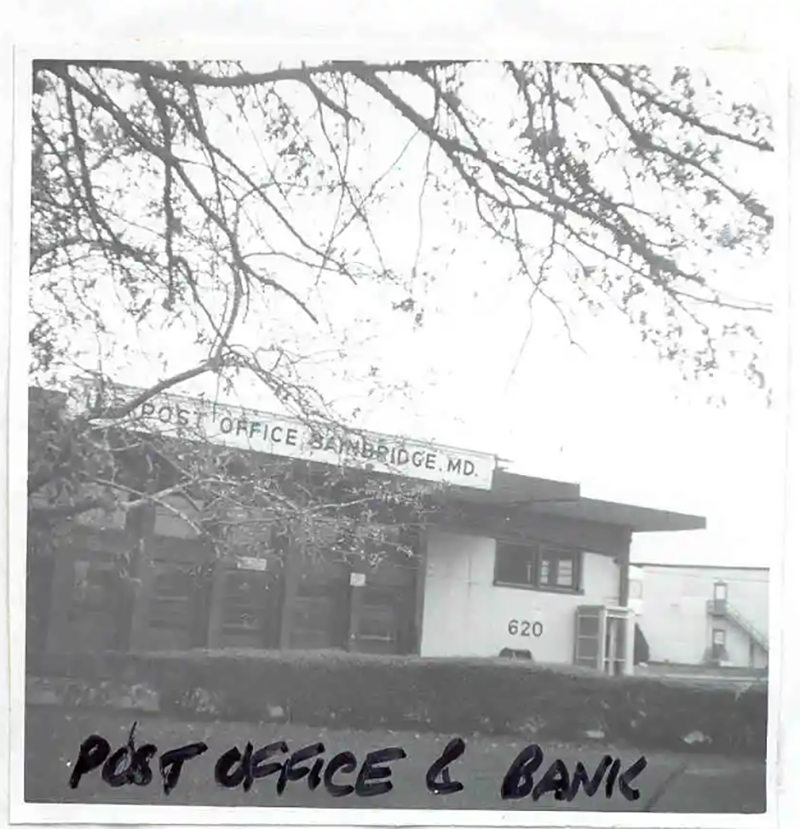 POST OFFICE, BAINBRIDGE, MD.
620
POST OFFICE & BANK